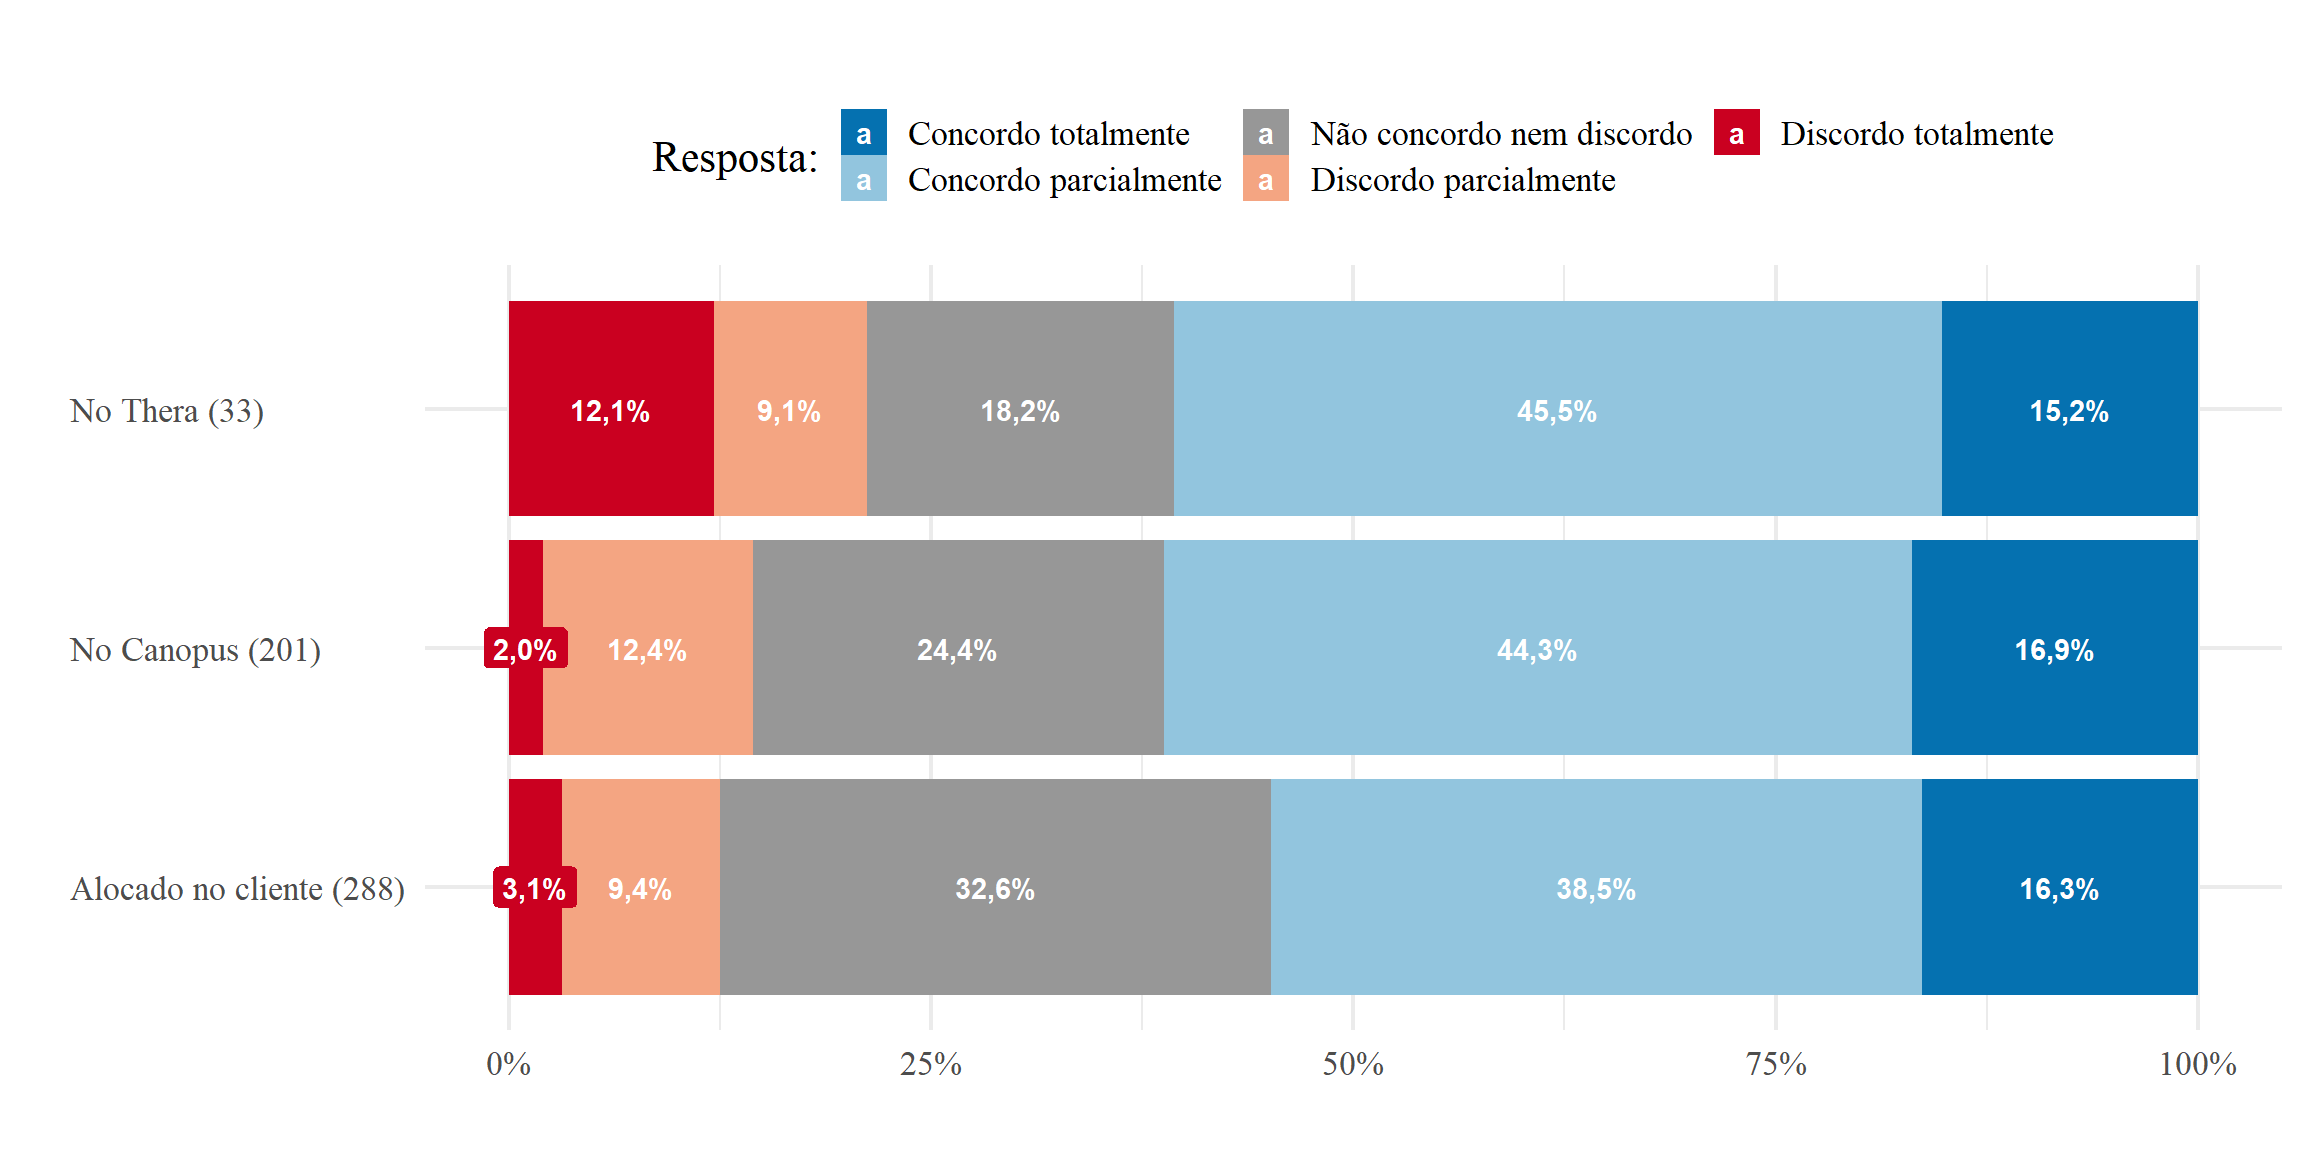 Resposta:
a Concordo totalmente
a Concordo parcialmente
a Não concordo nem discordo
a Discordo parcialmente
a Discordo totalmente
No Thera (33)
12,1% 9,1% 18,2% 45,5% 15,2%
No Canopus (201)
2,0% 12,4% 24,4% 44,3% 16,9%
Alocado no cliente (288)
3,1% 9,4% 32,6% 38,5% 16,3%
0% 25% 50% 75% 100%